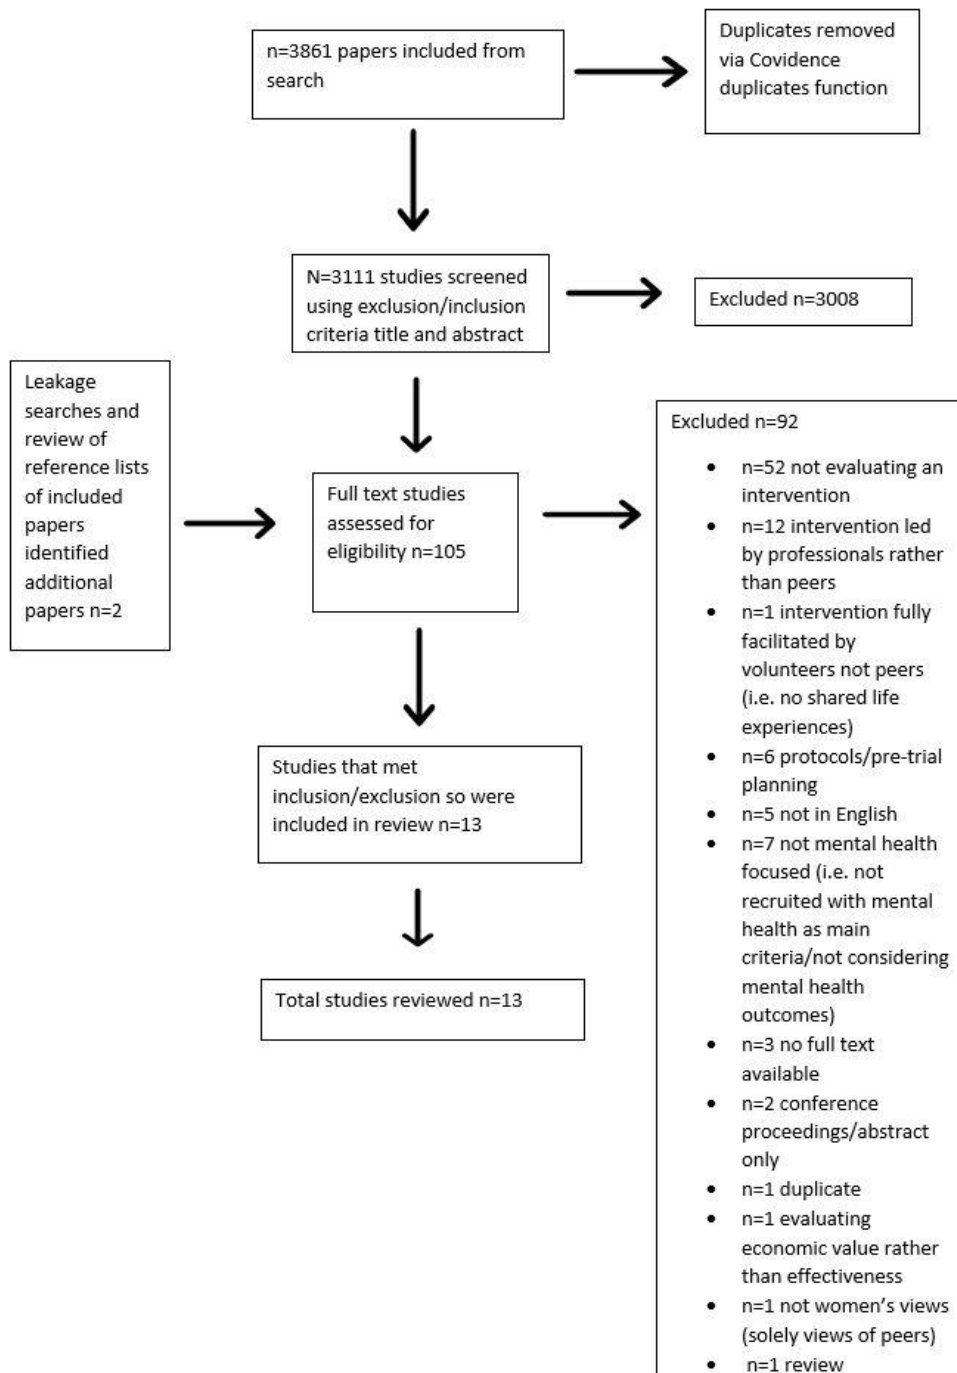 n=3861 papers included from
search
Duplicates removed
via Covidence
duplicates function
N=3111 studies screened
using exclusion/inclusion
criteria title and abstract
Excluded n=3008
Leakage
searches and
review of
reference lists
of included
papers
identified
additional
papers n=2
Full text studies
assessed for
eligibility n=105
Excluded n=92
• n=52 not evaluating an
intervention
• n=12 intervention led
by professionals rather
than peers
• n=1 intervention fully
facilitated by
volunteers not peers
(i.e. no shared life
experiences)
• n=6 protocols/pre-trial
planning
• n=5 not in English
• n=7 not mental health
focused (i.e. not
recruited with mental
health as main
criteria/not considering
mental health
outcomes)
• n=3 no full text
available
• n=2 conference
proceedings/abstract
only
• n=1 duplicate
• n=1 evaluating
economic value rather
than effectiveness
• n=1 not women's views
(solely views of peers)
• n=1 review
Studies that met
inclusion/exclusion so were
included in review n=13
Total studies reviewed n=13